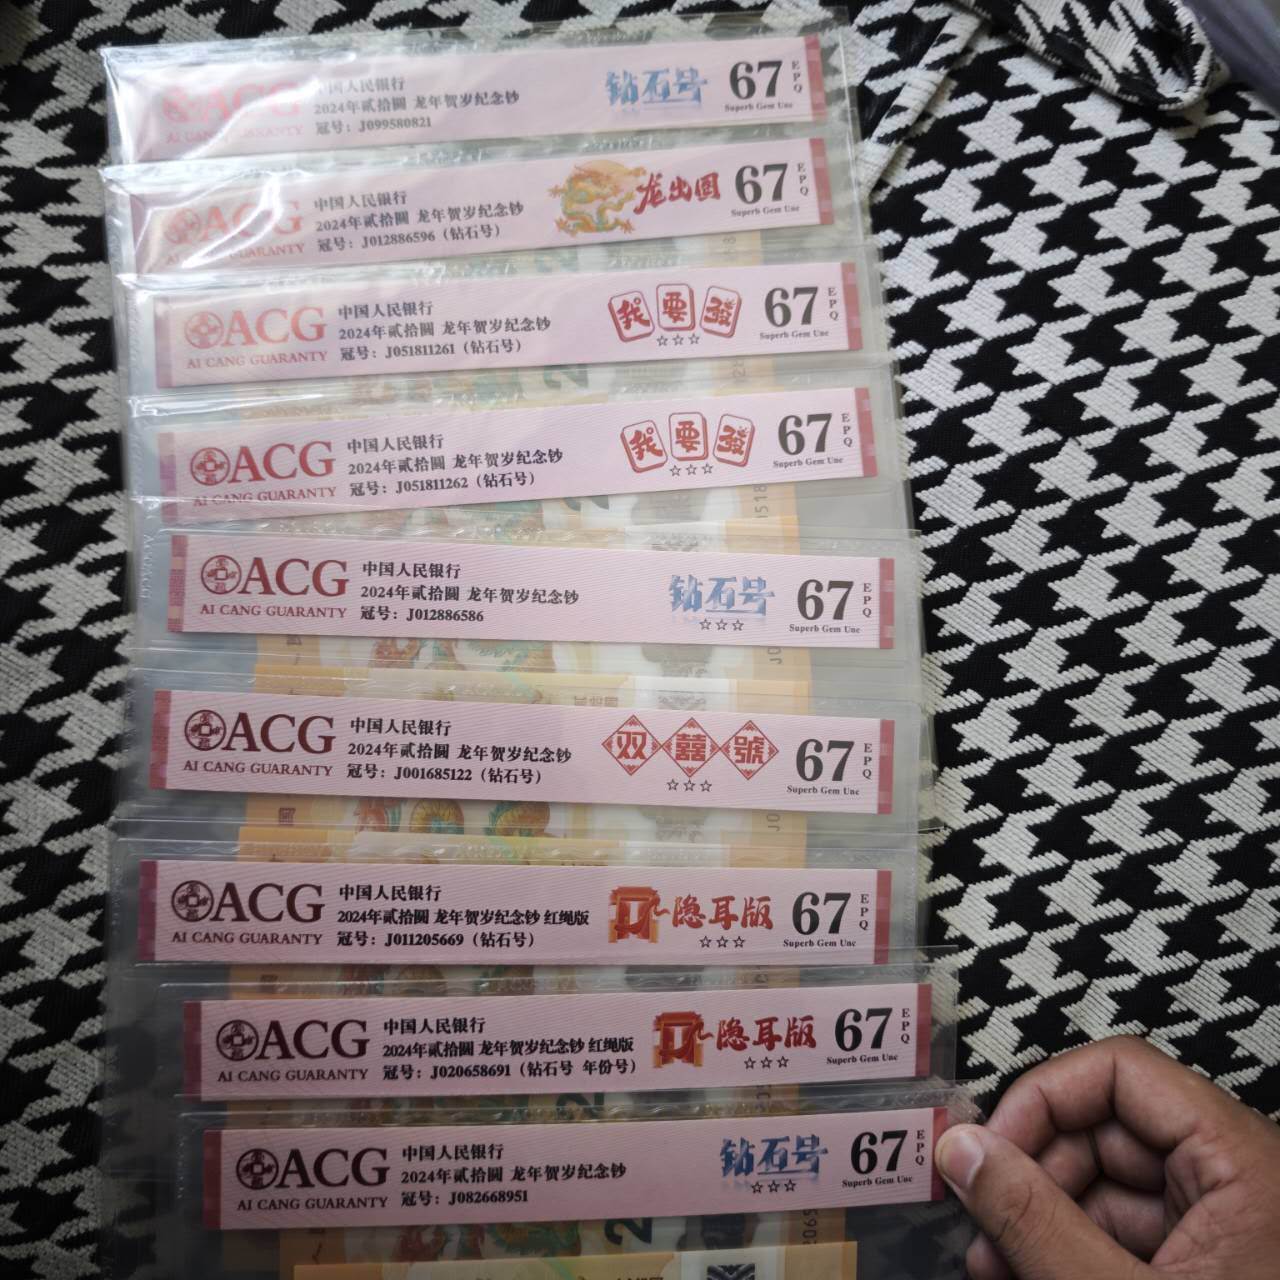 ACG
AI CANG GUARANTY
中国人民银行
2024年贰拾圆 龙年贺岁纪念钞
冠号：J099580821
钻石号
67
EPQ
Superb Gem Unc
ACG
AI CANG GUARANTY
中国人民银行
2024年贰拾圆 龙年贺岁纪念钞
冠号：J012886596（钻石号）
龙出圆
67
EPQ
Superb Gem Unc
ACG
AI CANG GUARANTY
中国人民银行
2024年贰拾圆 龙年贺岁纪念钞
冠号：J051811261（钻石号）
我要發
☆☆☆
67
EPQ
Superb Gem Unc
ACG
AI CANG GUARANTY
中国人民银行
2024年贰拾圆 龙年贺岁纪念钞
冠号：J051811262（钻石号）
我要發
☆☆☆
67
EPQ
Superb Gem Unc
ACG
AI CANG GUARANTY
中国人民银行
2024年贰拾圆 龙年贺岁纪念钞
冠号：J012886586
钻石号
☆☆☆
67
EPQ
Superb Gem Unc
ACG
AI CANG GUARANTY
中国人民银行
2024年贰拾圆 龙年贺岁纪念钞
冠号：J001685122（钻石号）
双囍號
☆☆☆
67
EPQ
Superb Gem Unc
ACG
AI CANG GUARANTY
中国人民银行
2024年贰拾圆 龙年贺岁纪念钞 红绳版
冠号：J011205669（钻石号）
隐耳版
☆☆☆
67
EPQ
Superb Gem Unc
ACG
AI CANG GUARANTY
中国人民银行
2024年贰拾圆 龙年贺岁纪念钞 红绳版
冠号：J020658691（钻石号 年份号）
隐耳版
☆☆☆
67
EPQ
Superb Gem Unc
ACG
AI CANG GUARANTY
中国人民银行
2024年贰拾圆 龙年贺岁纪念钞
冠号：J082668951
钻石号
☆☆☆
67
EPQ
Superb Gem Unc